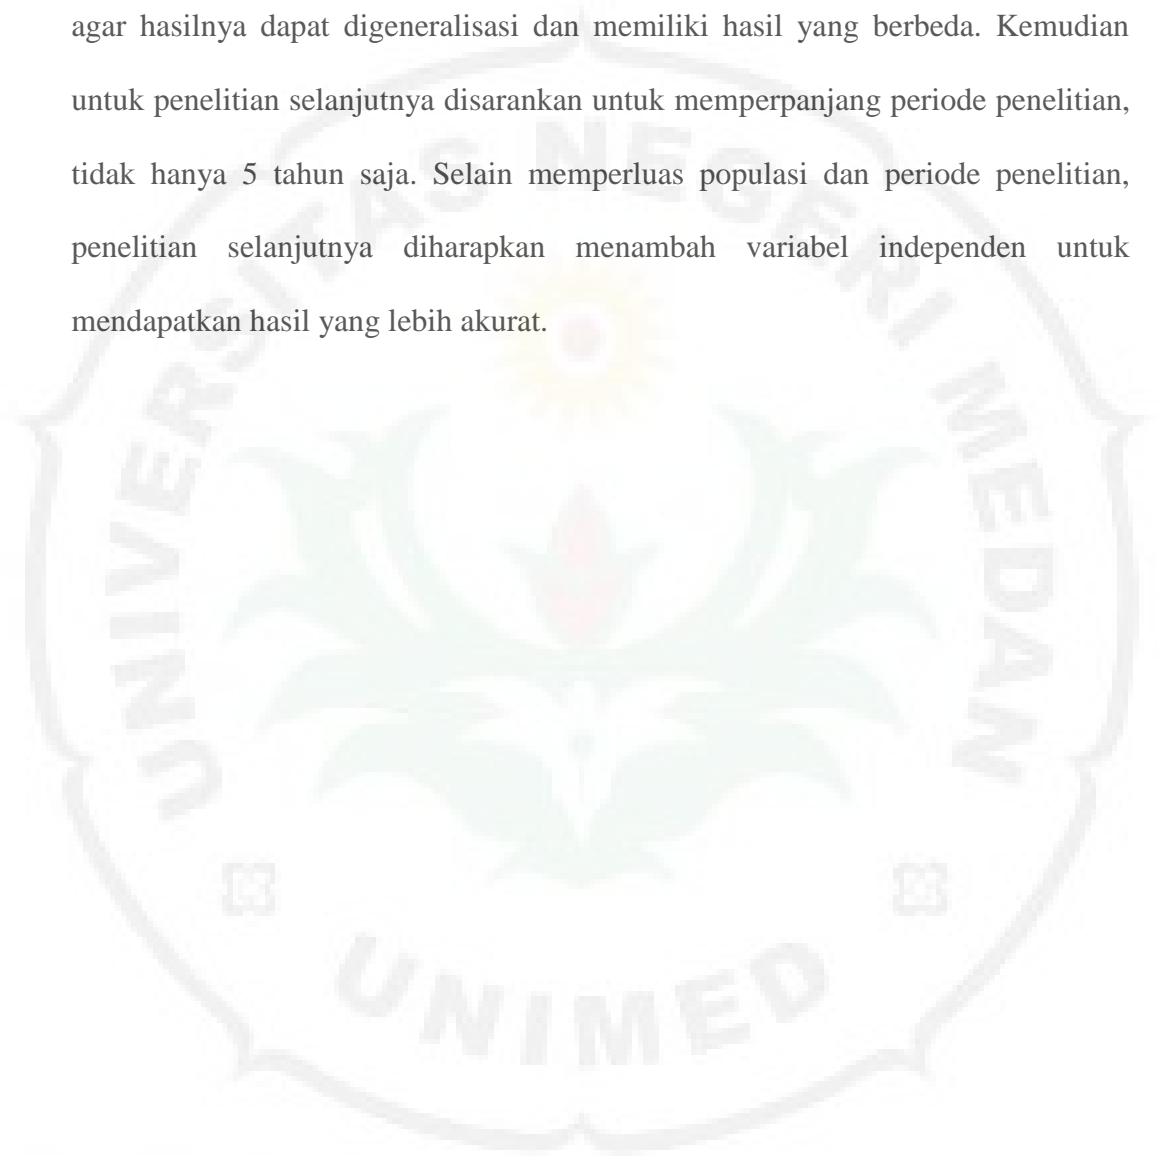 agar hasilnya dapat digeneralisasi dan memiliki hasil yang berbeda. Kemudian
untuk penelitian selanjutnya disarankan untuk memperpanjang periode penelitian,
tidak hanya 5 tahun saja. Selain memperluas populasi dan periode penelitian,
penelitian selanjutnya diharapkan menambah variabel independen untuk
mendapatkan hasil yang lebih akurat.
UNIVERSITAS NEGERI MEDAN
UNIMED